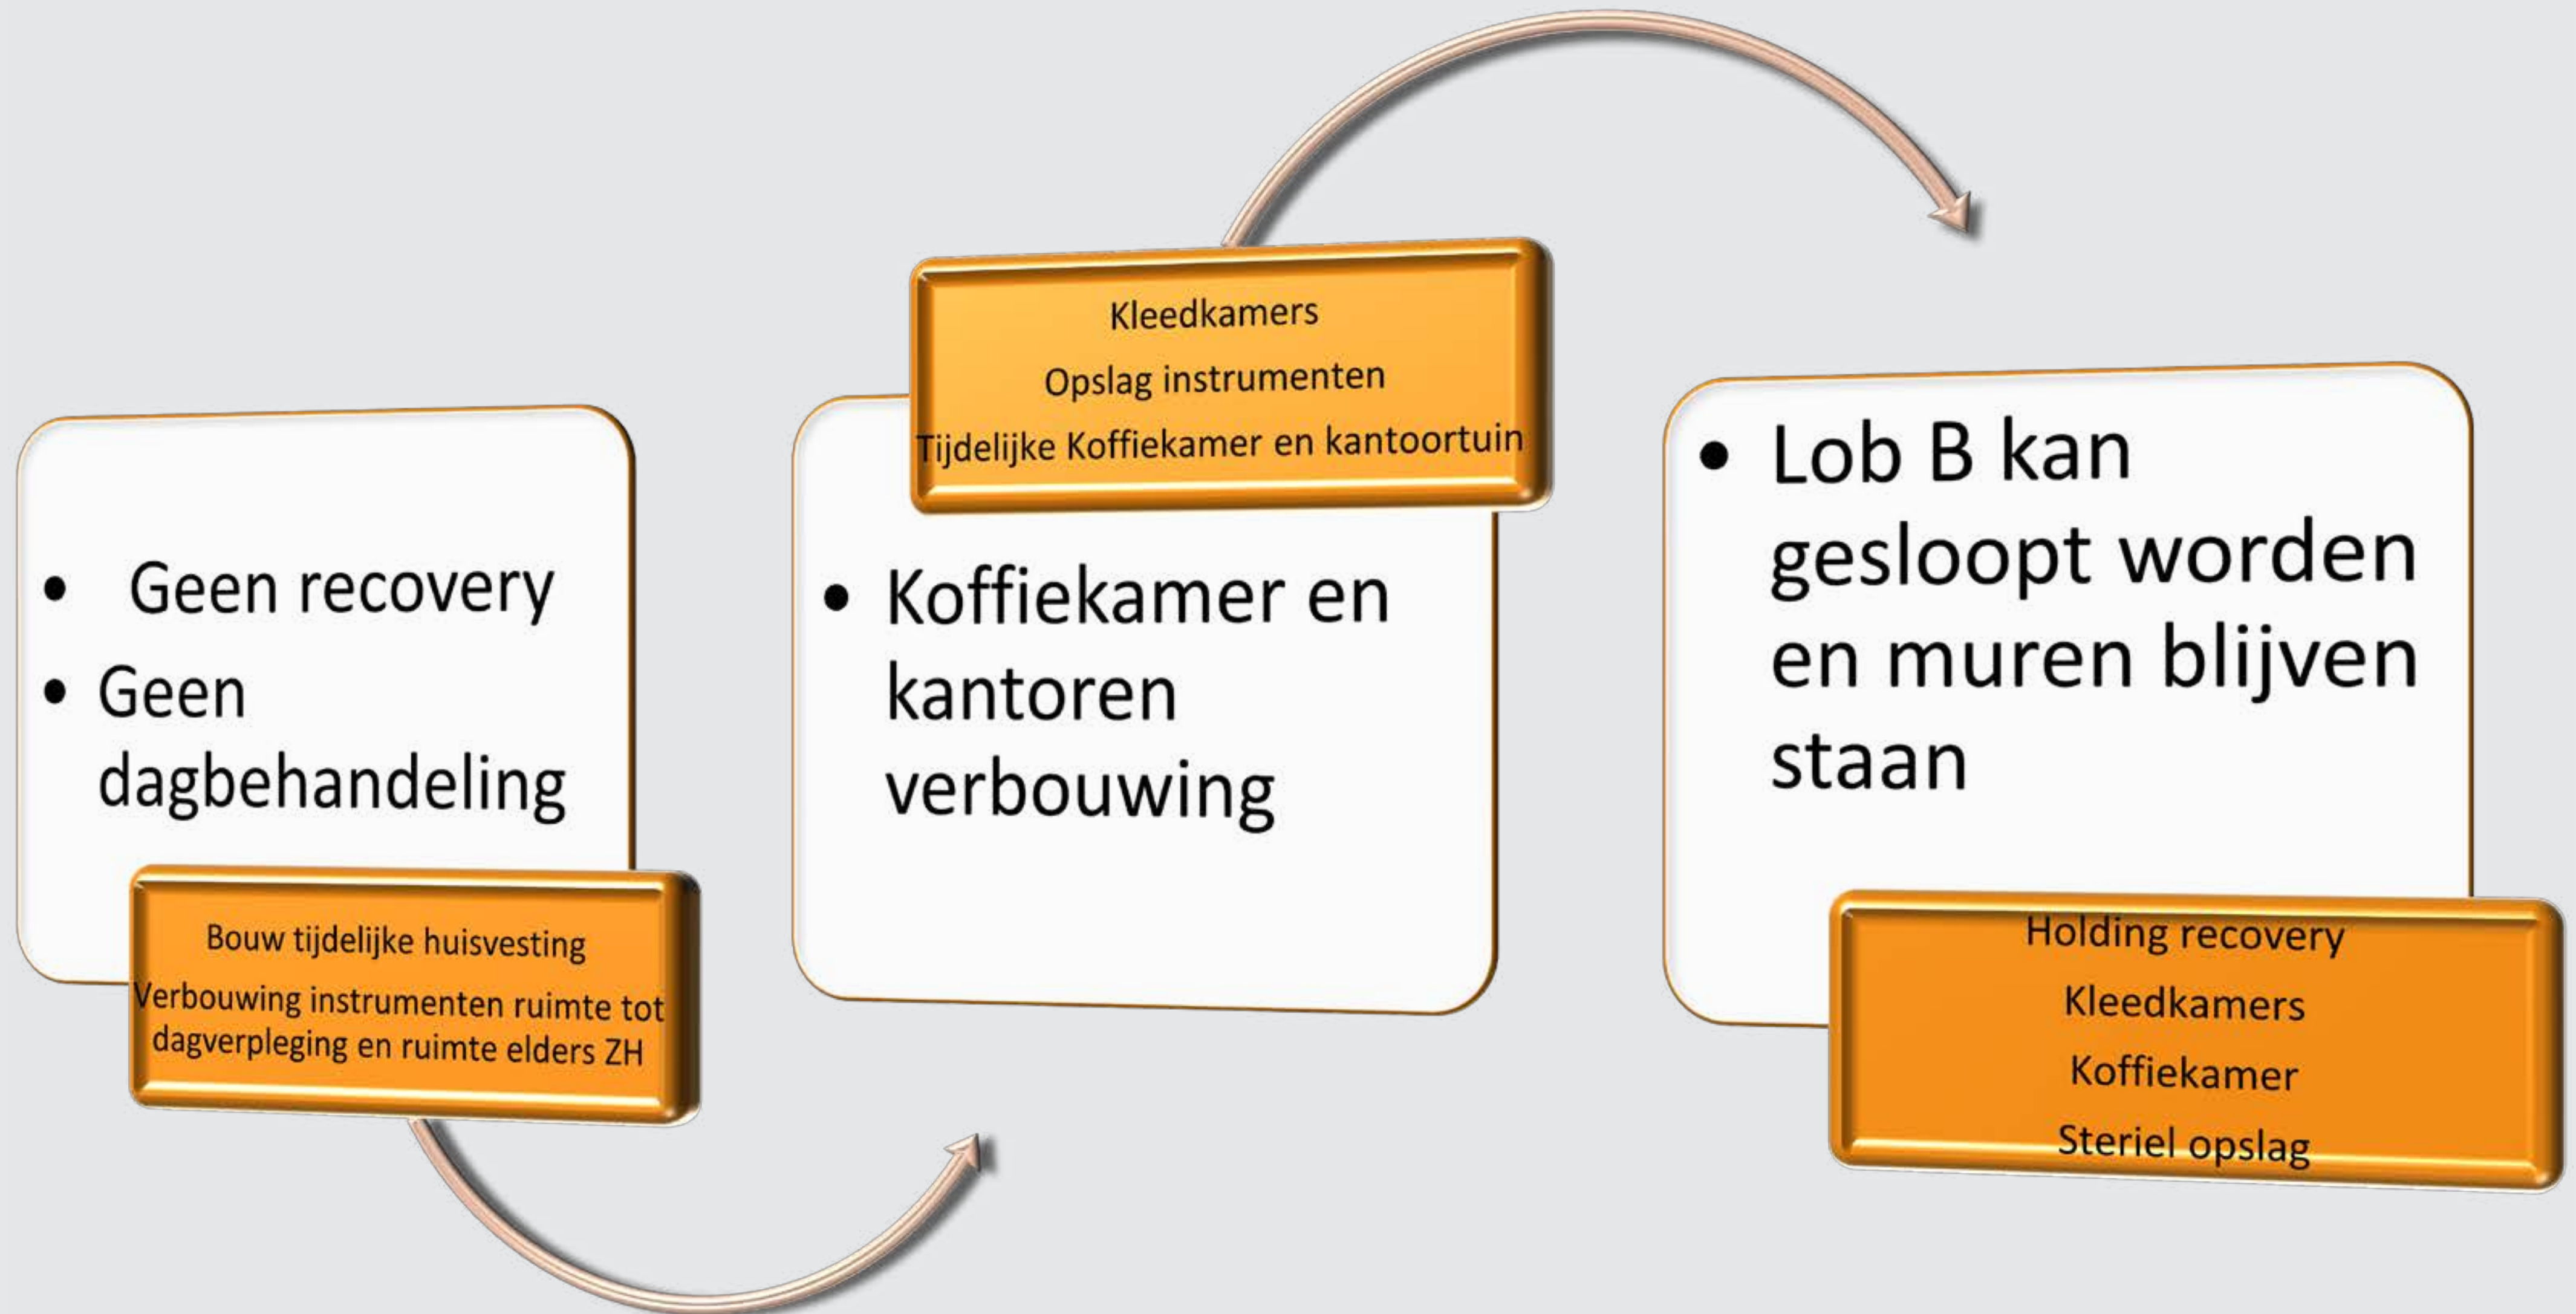 • Geen recovery
• Geen
dagbehandeling
Bouw tijdelijke huisvesting
Verbouwing instrumenten ruimte tot
dagverpleging en ruimte elders ZH
Kleedkamers
Opslag instrumenten
Tijdelijke Koffiekamer en kantoortuin
• Koffiekamer en
kantoren
verbouwing
• Lob B kan
gesloopt worden
en muren blijven
staan
Holding recovery
Kleedkamers
Koffiekamer
Steriel opslag